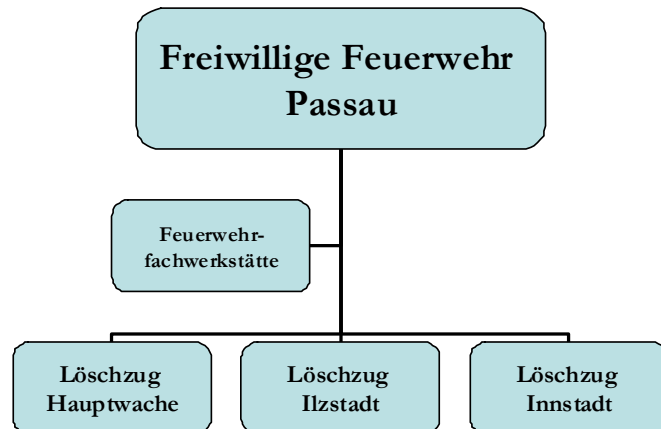 Freiwillige Feuerwehr
Passau
Feuerwehr-
fachwerkstätte
Löschzug
Hauptwache
Löschzug
Ilzstadt
Löschzug
Innstadt